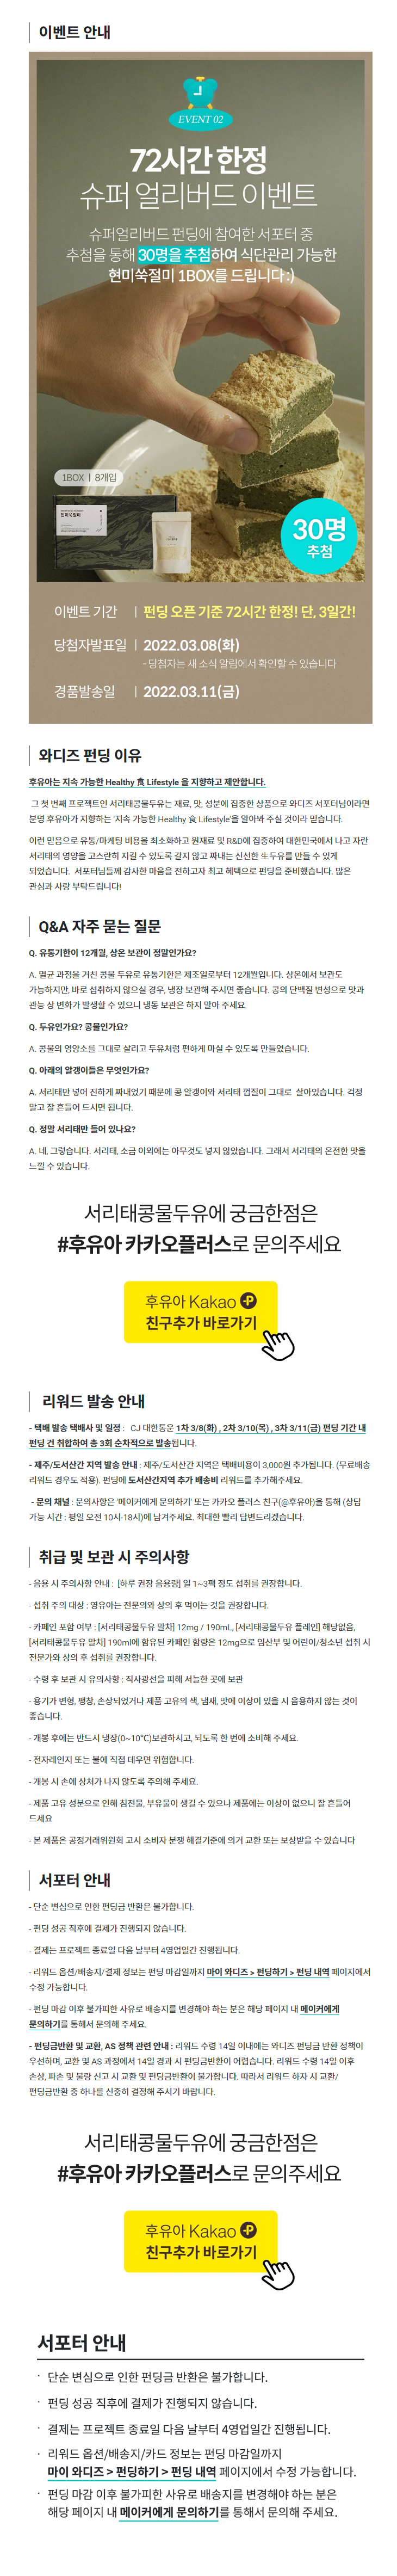 이벤트 안내
EVENT 02
72시간 한정
슈퍼 얼리버드 이벤트
슈퍼얼리버드 펀딩에 참여한 서포터 중
추첨을 통해 30명을 추첨하여 식단관리 가능한
현미쑥절미 1BOX를 드립니다 :)
1BOX | 8개입
현미쑥절미
30명
추첨
이벤트 기간 | 펀딩 오픈 기준 72시간 한정! 단, 3일간!
당첨자발표일 | 2022.03.08(화)
- 당첨자는 새 소식 알림에서 확인할 수 있습니다
경품발송일 | 2022.03.11(금)
와디즈 펀딩 이유
후유아는 지속 가능한 Healthy 食 Lifestyle 을 지향하고 제안합니다.
그 첫 번째 프로젝트인 서리태콩물두유는 재료, 맛, 성분에 집중한 상품으로 와디즈 서포터님이라면
분명 후유아가 지향하는 '지속 가능한 Healthy 食 Lifestyle'을 알아봐 주실 것이라 믿습니다.
이런 믿음으로 유통/마케팅 비용을 최소화하고 원재료 및 R&D에 집중하여 대한민국에서 나고 자란
서리태의 영양을 고스란히 지킬 수 있도록 갈지 않고 짜내는 신선한 生두유를 만들 수 있게
되었습니다. 서포터님들께 감사한 마음을 전하고자 최고 혜택으로 펀딩을 준비했습니다. 많은
관심과 사랑 부탁드립니다!
Q&A 자주 묻는 질문
Q. 유통기한이 12개월, 상온 보관이 정말인가요?
A. 멸균 과정을 거친 콩물 두유로 유통기한은 제조일로부터 12개월입니다. 상온에서 보관도
가능하지만, 바로 섭취하지 않으실 경우, 냉장 보관해 주시면 좋습니다. 콩의 단백질 변성으로 맛과
관능 상 변화가 발생할 수 있으니 냉동 보관은 하지 말아 주세요.
Q. 두유인가요? 콩물인가요?
A. 콩물의 영양소를 그대로 살리고 두유처럼 편하게 마실 수 있도록 만들었습니다.
Q. 아래의 알갱이들은 무엇인가요?
A. 서리태만 넣어 진하게 짜내었기 때문에 콩 알갱이와 서리태 껍질이 그대로 살아있습니다. 걱정
말고 잘 흔들어 드시면 됩니다.
Q. 정말 서리태만 들어 있나요?
A. 네, 그렇습니다. 서리태, 소금 이외에는 아무것도 넣지 않았습니다. 그래서 서리태의 온전한 맛을
느낄 수 있습니다.
서리태콩물두유에 궁금한점은
#후유아 카카오플러스로 문의주세요
후유아 Kakao P
친구추가 바로가기
리워드 발송 안내
- 택배 발송 택배사 및 일정 : CJ 대한통운 1차 3/8(화) , 2차 3/10(목) , 3차 3/11(금) 펀딩 기간 내
펀딩 건 취합하여 총 3회 순차적으로 발송됩니다.
- 제주/도서산간 지역 발송 안내 : 제주/도서산간 지역은 택배비용이 3,000원 추가됩니다. (무료배송
리워드 경우도 적용). 펀딩에 도서산간지역 추가 배송비 리워드를 추가해주세요.
- 문의 채널 : 문의사항은 '메이커에게 문의하기' 또는 카카오 플러스 친구(@후유아)을 통해 (상담
가능 시간 : 평일 오전 10시-18시)에 남겨주세요. 최대한 빨리 답변드리겠습니다.
취급 및 보관 시 주의사항
- 음용 시 주의사항 안내 : [하루 권장 음용량] 일 1~3팩 정도 섭취를 권장합니다.
- 섭취 주의 대상 : 영유아는 전문의와 상의 후 먹이는 것을 권장합니다.
- 카페인 포함 여부 : [서리태콩물두유 말차] 12mg / 190mL, [서리태콩물두유 플레인] 해당없음,
[서리태콩물두유 말차] 190ml에 함유된 카페인 함량은 12mg으로 임산부 및 어린이/청소년 섭취 시
전문가와 상의 후 섭취를 권장합니다.
- 수령 후 보관 시 유의사항 : 직사광선을 피해 서늘한 곳에 보관
- 용기가 변형, 팽창, 손상되었거나 제품 고유의 색, 냄새, 맛에 이상이 있을 시 음용하지 않는 것이
좋습니다.
- 개봉 후에는 반드시 냉장(0~10℃)보관하시고, 되도록 한 번에 소비해 주세요.
- 전자레인지 또는 불에 직접 데우면 위험합니다.
- 개봉 시 손에 상처가 나지 않도록 주의해 주세요.
- 제품 고유 성분으로 인해 침전물, 부유물이 생길 수 있으나 제품에는 이상이 없으니 잘 흔들어
드세요
- 본 제품은 공정거래위원회 고시 소비자 분쟁 해결기준에 의거 교환 또는 보상받을 수 있습니다
서포터 안내
- 단순 변심으로 인한 펀딩금 반환은 불가합니다.
- 펀딩 성공 직후에 결제가 진행되지 않습니다.
- 결제는 프로젝트 종료일 다음 날부터 4영업일간 진행됩니다.
- 리워드 옵션/배송지/결제 정보는 펀딩 마감일까지 마이 와디즈 > 펀딩하기 > 펀딩 내역 페이지에서
수정 가능합니다.
- 펀딩 마감 이후 불가피한 사유로 배송지를 변경해야 하는 분은 해당 페이지 내 메이커에게
문의하기를 통해서 문의해 주세요.
- 펀딩금반환 및 교환, AS 정책 관련 안내 : 리워드 수령 14일 이내에는 와디즈 펀딩금 반환 정책이
우선하며, 교환 및 AS 과정에서 14일 경과 시 펀딩금반환이 어렵습니다. 리워드 수령 14일 이후
손상, 파손 및 불량 신고 시 교환 및 펀딩금반환이 불가합니다. 따라서 리워드 하자 시 교환/
펀딩금반환 중 하나를 신중히 결정해 주시기 바랍니다.
서리태콩물두유에 궁금한점은
#후유아 카카오플러스로 문의주세요
후유아 Kakao P
친구추가 바로가기
서포터 안내
· 단순 변심으로 인한 펀딩금 반환은 불가합니다.
· 펀딩 성공 직후에 결제가 진행되지 않습니다.
· 결제는 프로젝트 종료일 다음 날부터 4영업일간 진행됩니다.
· 리워드 옵션/배송지/카드 정보는 펀딩 마감일까지
마이 와디즈 > 펀딩하기 > 펀딩 내역 페이지에서 수정 가능합니다.
· 펀딩 마감 이후 불가피한 사유로 배송지를 변경해야 하는 분은
해당 페이지 내 메이커에게 문의하기를 통해서 문의해 주세요.